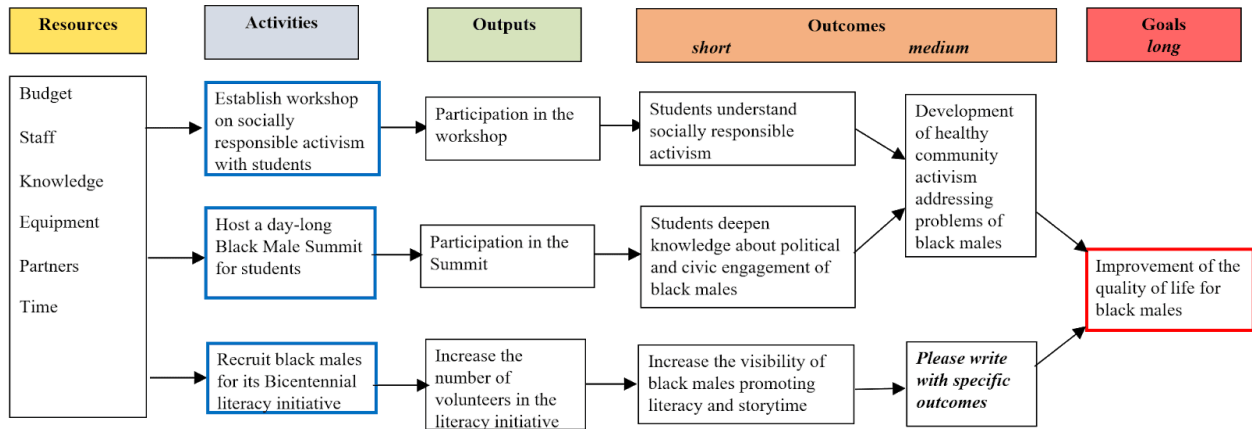 Resources
Activities
Outputs
Outcomes
short medium
Goals
long
Budget
Staff
Knowledge
Equipment
Partners
Time
Establish workshop
on socially
responsible activism
with students
Participation in the
workshop
Students understand
socially responsible
activism
Development
of healthy
community
activism
addressing
problems of
black males
Host a day-long
Black Male Summit
for students
Participation in the
Summit
Students deepen
knowledge about political
and civic engagement of
black males
Improvement of the
quality of life for
black males
Recruit black males
for its Bicentennial
literacy initiative
Increase the
number of
volunteers in the
literacy initiative
Increase the visibility of
black males promoting
literacy and storytime
Please write
with specific
outcomes